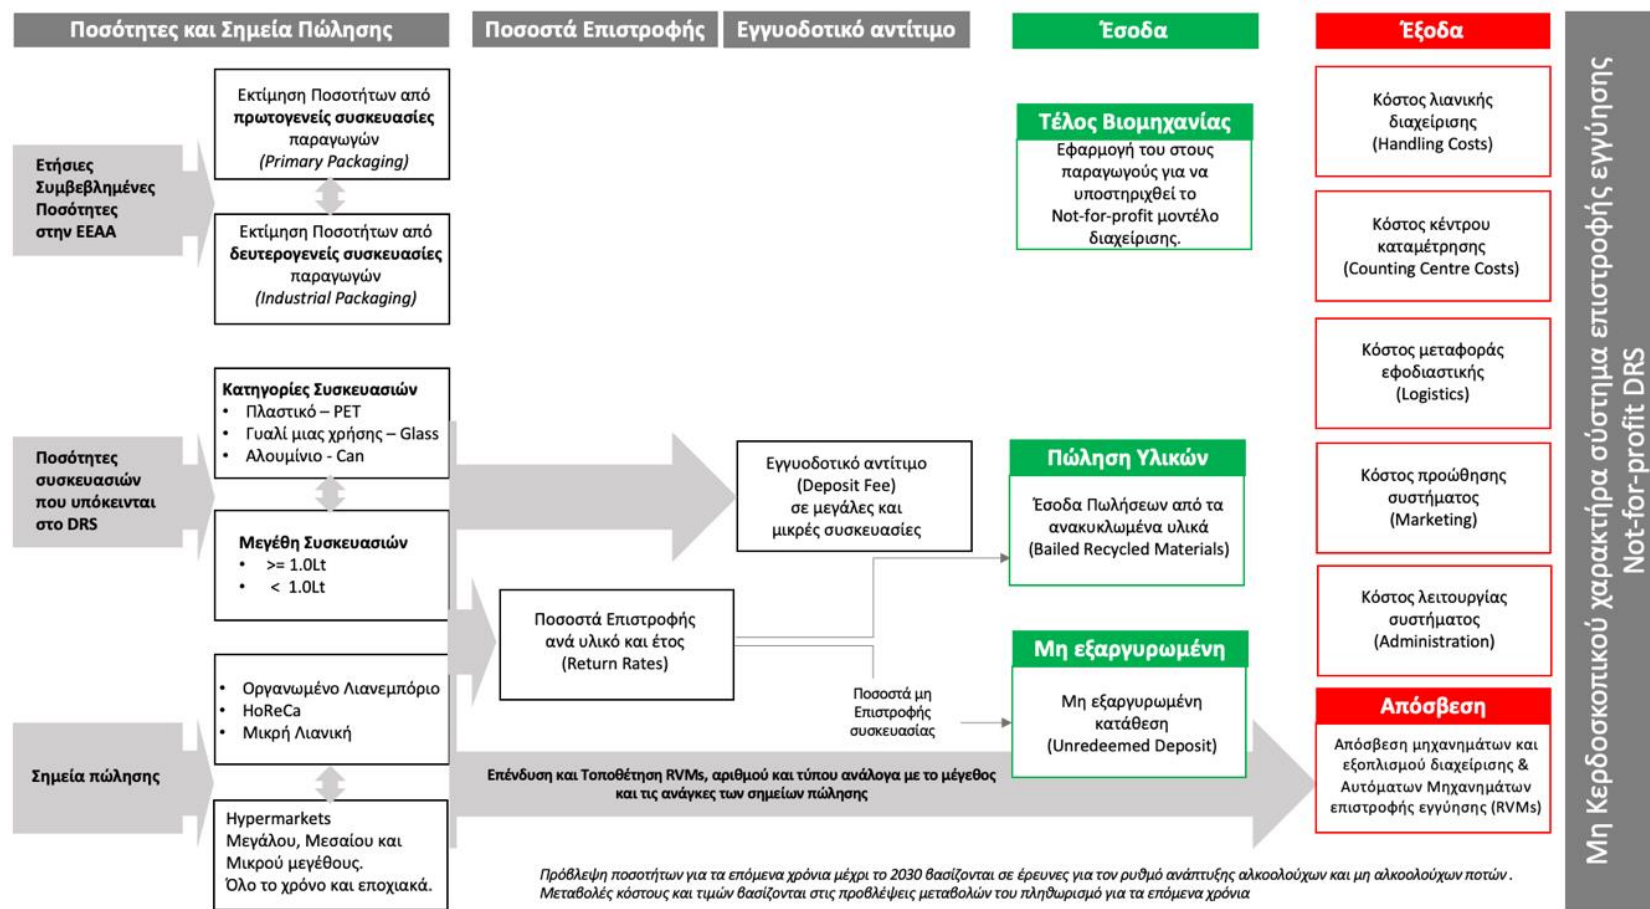 Ποσότητες και Σημεία Πώλησης
Ποσοστά Επιστροφής
Εγγυοδοτικό αντίτιμο
Έσοδα
Έξοδα
Ετήσιες
Συμβεβλημένες
Ποσότητες
στην ΕΕΑΑ
Εκτίμηση Ποσοτήτων από
πρωτογενείς συσκευασίες
παραγωγών
(Primary Packaging)
Εκτίμηση Ποσοτήτων από
δευτερογενείς συσκευασίες
παραγωγών
(Industrial Packaging)
Τέλος Βιομηχανίας
Εφαρμογή του στους
παραγωγούς για να
υποστηριχθεί το
Not-for-profit μοντέλο
διαχείρισης.
Κόστος λιανικής
διαχείρισης
(Handling Costs)
Κόστος κέντρου
καταμέτρησης
(Counting Centre Costs)
Κόστος μεταφοράς
εφοδιαστικής
(Logistics)
Κόστος προώθησης
συστήματος
(Marketing)
Κόστος λειτουργίας
συστήματος
(Administration)
Ποσότητες
συσκευασιών
που υπόκεινται
στο DRS
Κατηγορίες Συσκευασιών
• Πλαστικό – PET
• Γυαλί μιας χρήσης – Glass
• Αλουμίνιο - Can
Μεγέθη Συσκευασιών
• >= 1.0Lt
• < 1.0Lt
Εγγυοδοτικό αντίτιμο
(Deposit Fee)
σε μεγάλες και
μικρές συσκευασίες
Πώληση Υλικών
Έσοδα Πωλήσεων από τα
ανακυκλωμένα υλικά
(Bailed Recycled Materials)
Ποσοστά Επιστροφής
ανά υλικό και έτος
(Return Rates)
Ποσοστά μη
Επιστροφής
συσκευασίας
Μη εξαργυρωμένη
Μη εξαργυρωμένη
κατάθεση
(Unredeemed Deposit)
Σημεία πώλησης
• Οργανωμένο Λιανεμπόριο
• HoReCa
• Μικρή Λιανική
Hypermarkets
Μεγάλου, Μεσαίου και
Μικρού μεγέθους.
Όλο το χρόνο και εποχιακά.
Επένδυση και Τοποθέτηση RVMs, αριθμού και τύπου ανάλογα με το μέγεθος
και τις ανάγκες των σημείων πώλησης
Απόσβεση
Απόσβεση μηχανημάτων και
εξοπλισμού διαχείρισης &
Αυτόματων Μηχανημάτων
επιστροφής εγγύησης (RVMs)
Πρόβλεψη ποσοτήτων για τα επόμενα χρόνια μέχρι το 2030 βασίζονται σε έρευνες για τον ρυθμό ανάπτυξης αλκοολούχων και μη αλκοολούχων ποτών .
Μεταβολές κόστους και τιμών βασίζονται στις προβλέψεις μεταβολών του πληθωρισμό για τα επόμενα χρόνια
Μη Κερδοσκοπικού χαρακτήρα σύστημα επιστροφής εγγύησης
Not-for-profit DRS